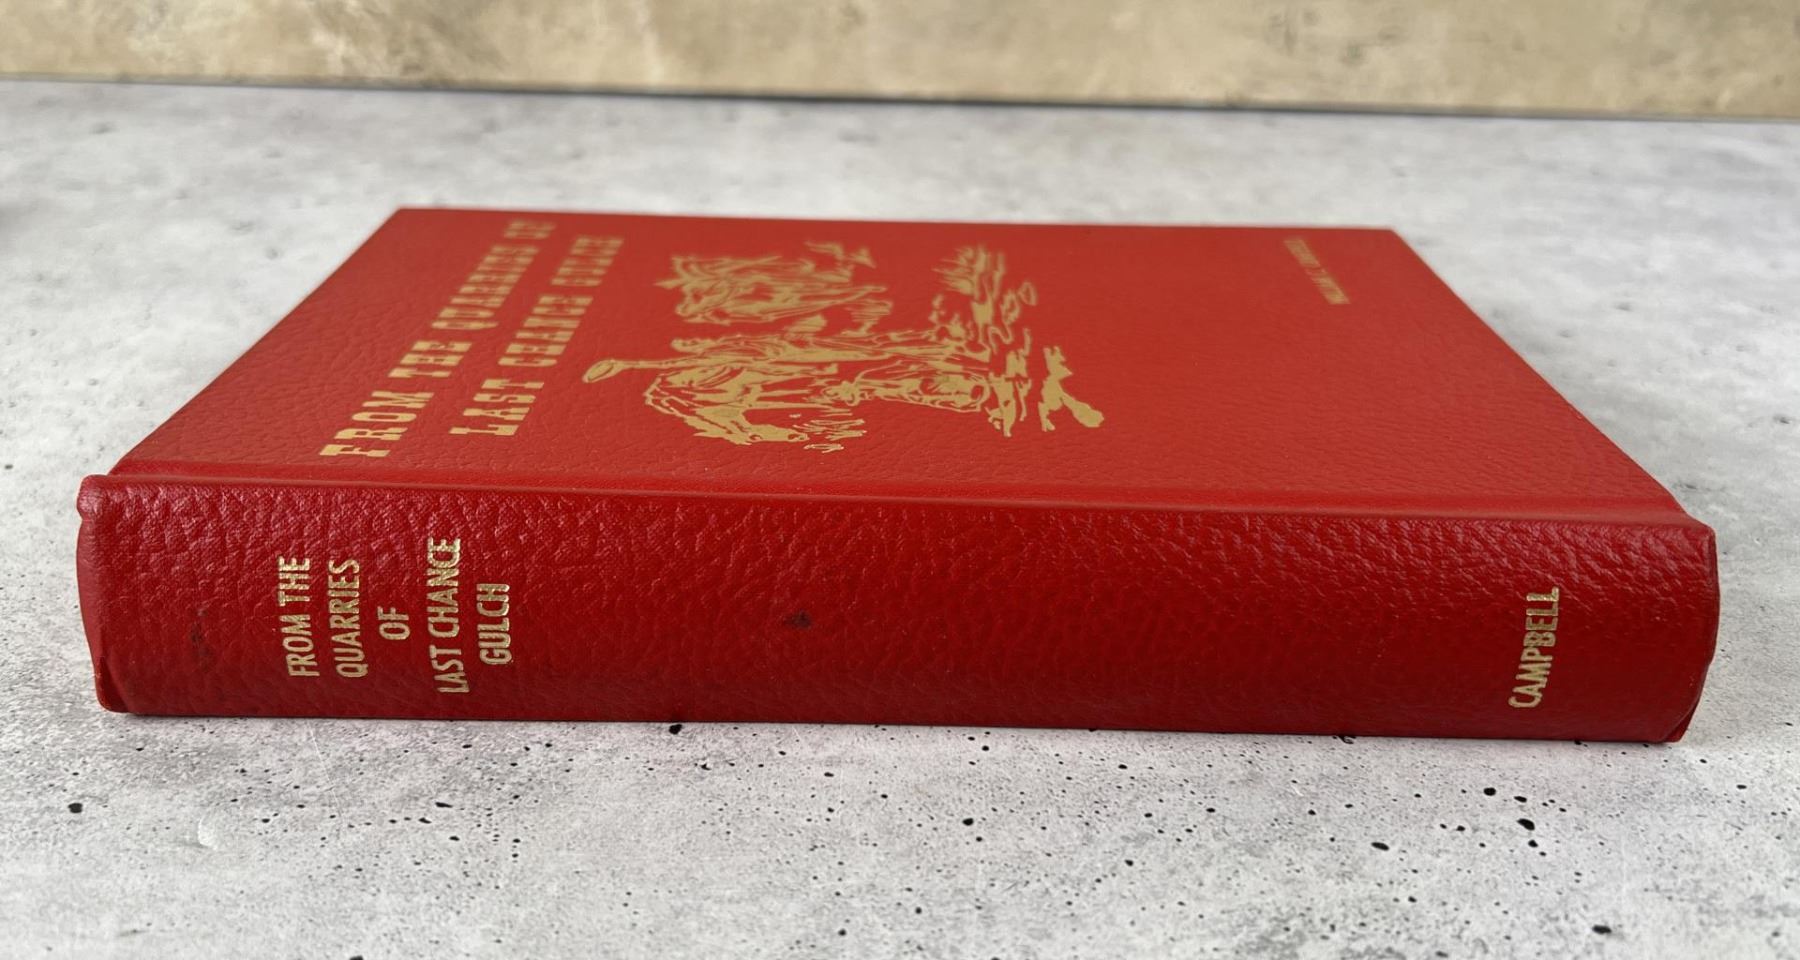 FROM THE QUARRIES OF
LAST CHANCE GULCH
FROM THE
QUARRIES
OF
LAST CHANCE
GULCH
CAMPBELL